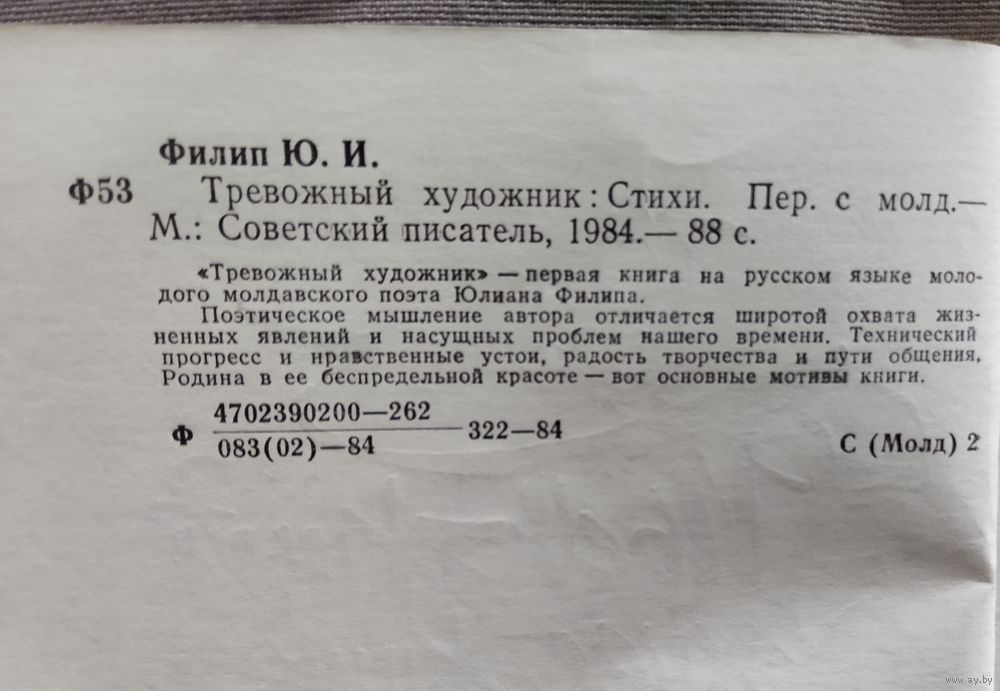 Филип Ю. И.
Ф53 Тревожный художник: Стихи. Пер. с молд.—
М.: Советский писатель, 1984.— 88 с.
«Тревожный художник» — первая книга на русском языке моло-
дого молдавского поэта Юлиана Филипа.
Поэтическое мышление автора отличается широтой охвата жиз-
ненных явлений и насущных проблем нашего времени. Технический
прогресс и нравственные устои, радость творчества и пути общения,
Родина в ее беспредельной красоте — вот основные мотивы книги.
4702390200—262
Ф 322—84
083(02)—84
С (Молд) 2
www.ay.by